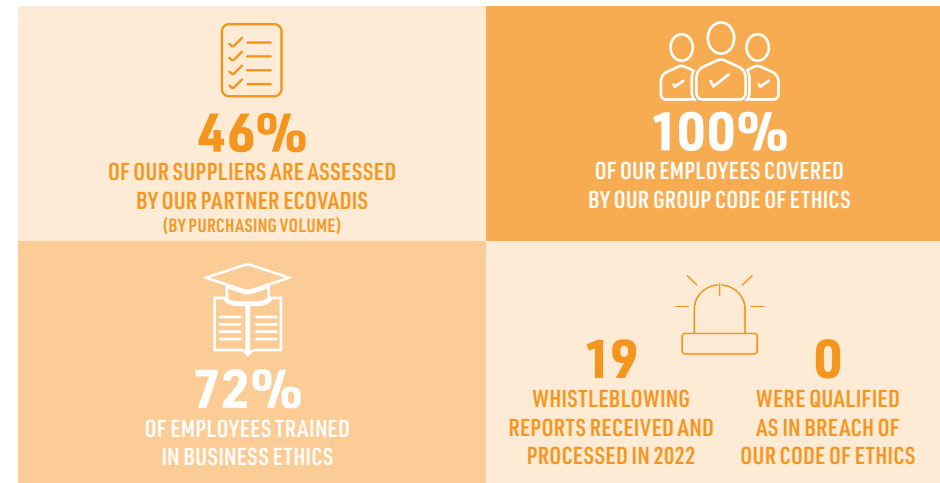 46%
OF OUR SUPPLIERS ARE ASSESSED
BY OUR PARTNER ECOVADIS
(BY PURCHASING VOLUME)
100%
OF OUR EMPLOYEES COVERED
BY OUR GROUP CODE OF ETHICS
72%
OF EMPLOYEES TRAINED
IN BUSINESS ETHICS
19
WHISTLEBLOWING
REPORTS RECEIVED AND
PROCESSED IN 2022
0
WERE QUALIFIED
AS IN BREACH OF
OUR CODE OF ETHICS